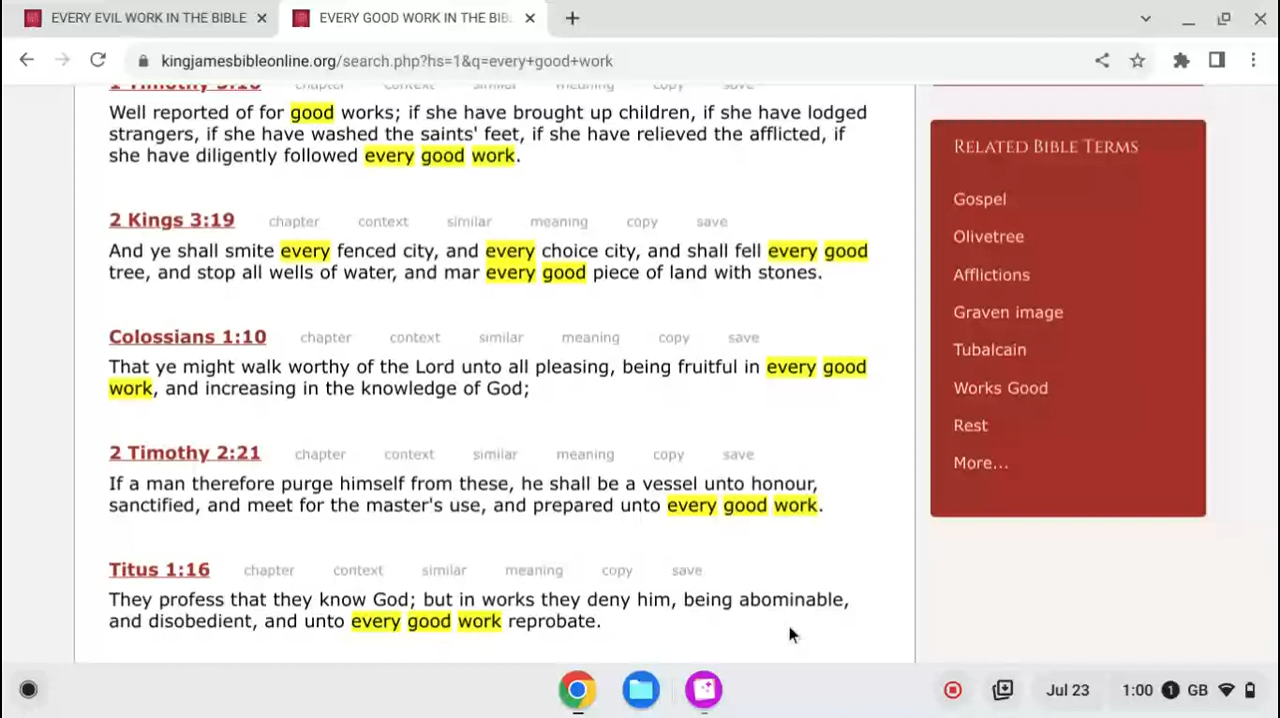 EVERY EVIL WORK IN THE BIBLE
EVERY GOOD WORK IN THE BIB
kingjamesbibleonline.org/search.php?hs=1&q=every+good+work
chapter context similar meaning copy save
Well reported of for good works; if she have brought up children, if she have lodged
strangers, if she have washed the saints' feet, if she have relieved the afflicted, if
she have diligently followed every good work.
2 Kings 3:19 chapter context similar meaning copy save
And ye shall smite every fenced city, and every choice city, and shall fell every good
tree, and stop all wells of water, and mar every good piece of land with stones.
Colossians 1:10 chapter context similar meaning copy save
That ye might walk worthy of the Lord unto all pleasing, being fruitful in every good
work, and increasing in the knowledge of God;
2 Timothy 2:21 chapter context similar meaning copy save
If a man therefore purge himself from these, he shall be a vessel unto honour,
sanctified, and meet for the master's use, and prepared unto every good work.
Titus 1:16 chapter context similar meaning copy save
They profess that they know God; but in works they deny him, being abominable,
and disobedient, and unto every good work reprobate.
RELATED BIBLE TERMS
Gospel
Olivetree
Afflictions
Graven image
Tubalcain
Works Good
Rest
More...
Jul 23 1:00 1 GB